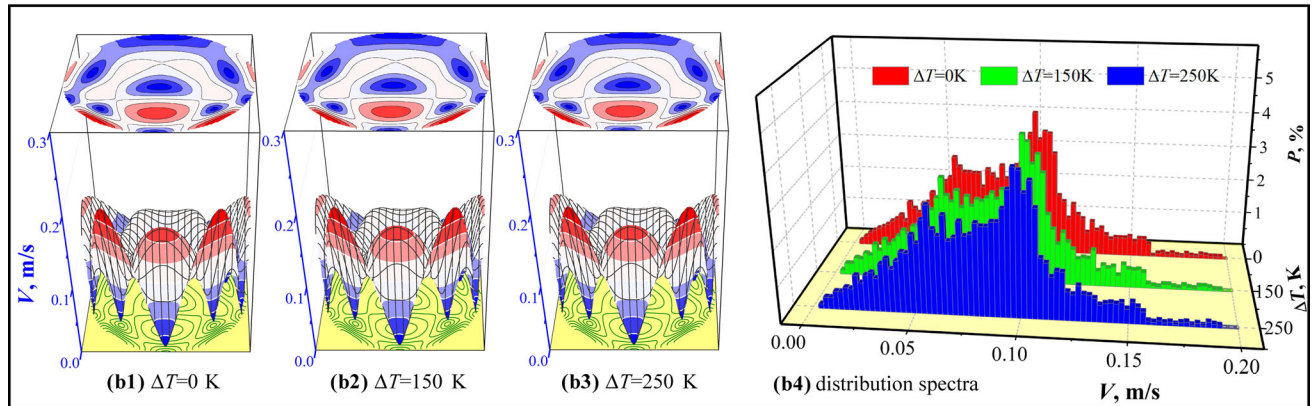 0.3
0.2
0.1
0.0
V, m/s
(b1) ΔT=0 K
0.3
0.2
0.1
0.0
(b2) ΔT=150 K
0.3
0.2
0.1
0.0
(b3) ΔT=250 K
ΔT=0K ΔT=150K ΔT=250K
5
4
3
2
1
0
P, %
150
250
ΔT, K
0.00
0.05
0.10
0.15
0.20
(b4) distribution spectra
V, m/s